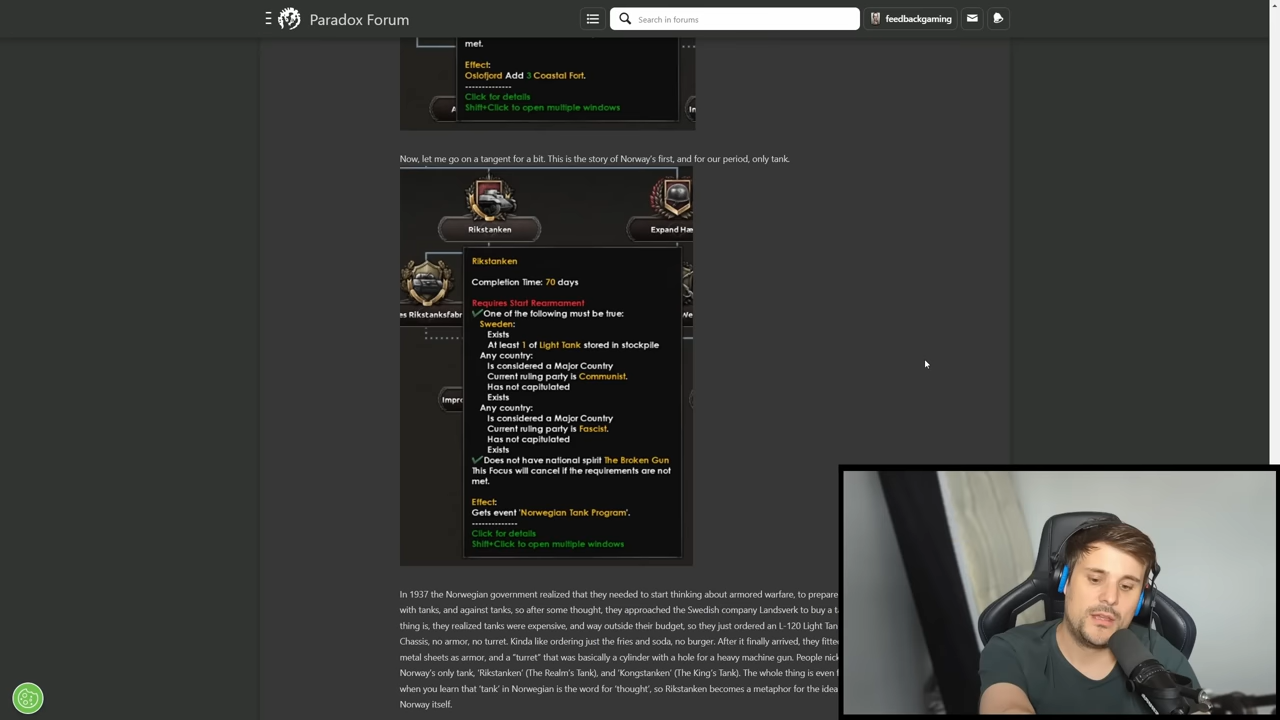 Paradox Forum
Search in forums
feedbackgaming
met.
Effect:
Oslofjord Add 3 Coastal Fort.
--------------
Click for details
Shift+Click to open multiple windows
Now, let me go on a tangent for a bit. This is the story of Norway's first, and for our period, only tank.
Rikstanken
Expand Hæ
Rikstanken
Completion Time: 70 days
Requires Start Rearmament
One of the following must be true:
Sweden:
Exists
es Rikstanksfabr
At least 1 of Light Tank stored in stockpile
Any country:
Is considered a Major Country
Current ruling party is Communist.
Has not capitulated
Exists
Impro
Any country:
Is considered a Major Country
Current ruling party is Fascist.
Has not capitulated
Exists
Does not have national spirit The Broken Gun
This Focus will cancel if the requirements are not
met.
Effect:
Gets event 'Norwegian Tank Program'.
--------------
Click for details
Shift+Click to open multiple windows
In 1937 the Norwegian government realized that they needed to start thinking about armored warfare, to prepare
with tanks, and against tanks, so after some thought, they approached the Swedish company Landsverk to buy a ta
thing is, they realized tanks were expensive, and way outside their budget, so they just ordered an L-120 Light Tan
Chassis, no armor, no turret. Kinda like ordering just the fries and soda, no burger. After it finally arrived, they fitte
metal sheets as armor, and a "turret" that was basically a cylinder with a hole for a heavy machine gun. People nick
Norway's only tank, 'Rikstanken' (The Realm's Tank), and 'Kongstanken' (The King's Tank). The whole thing is even f
when you learn that 'tank' in Norwegian is the word for 'thought', so Rikstanken becomes a metaphor for the idea
Norway itself.